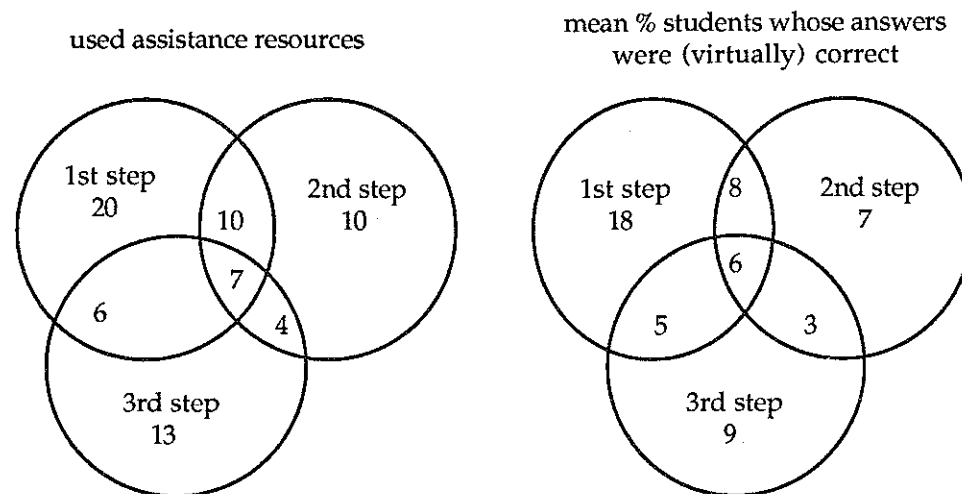 used assistance resources
1st step
20
10
2nd step
10
7
6
4
3rd step
13
mean % students whose answers
were (virtually) correct
1st step
18
8
2nd step
7
6
5
3
3rd step
9